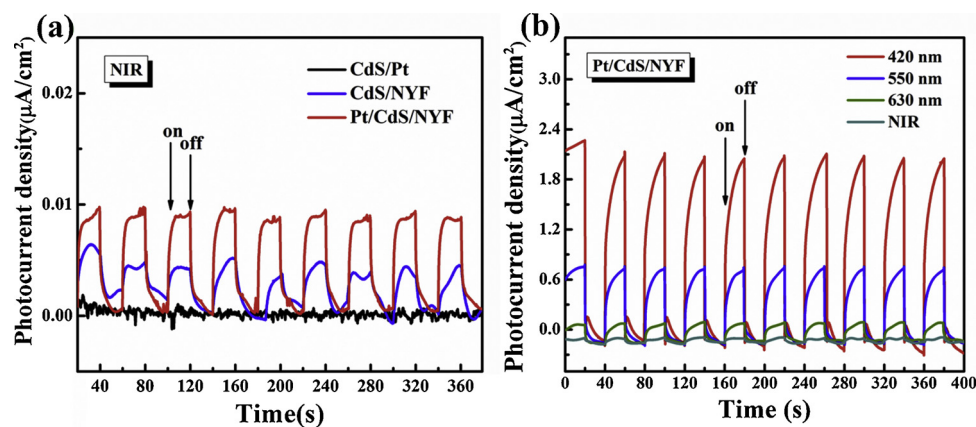 (a)
Photocurrent density(μA/cm²)
0.02
0.01
0.00
NIR
CdS/Pt
CdS/NYF
Pt/CdS/NYF
on
off
40 80 120 160 200 240 280 320 360
Time(s)
(b)
Photocurrent density(μA/cm²)
3.6
3.0
2.4
1.8
1.2
0.6
0.0
Pt/CdS/NYF
420 nm
550 nm
630 nm
NIR
off
on
0 40 80 120 160 200 240 280 320 360 400
Time (s)